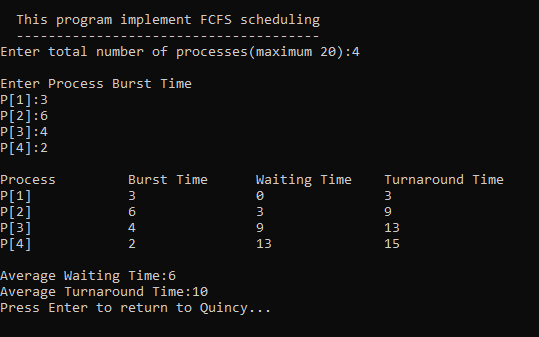 This program implement FCFS scheduling
--------------------------------------
Enter total number of processes(maximum 20):4
Enter Process Burst Time
P[1]:3
P[2]:6
P[3]:4
P[4]:2
Process Burst Time Waiting Time Turnaround Time
P[1] 3 0 3
P[2] 6 3 9
P[3] 4 9 13
P[4] 2 13 15
Average Waiting Time:6
Average Turnaround Time:10
Press Enter to return to Quincy...